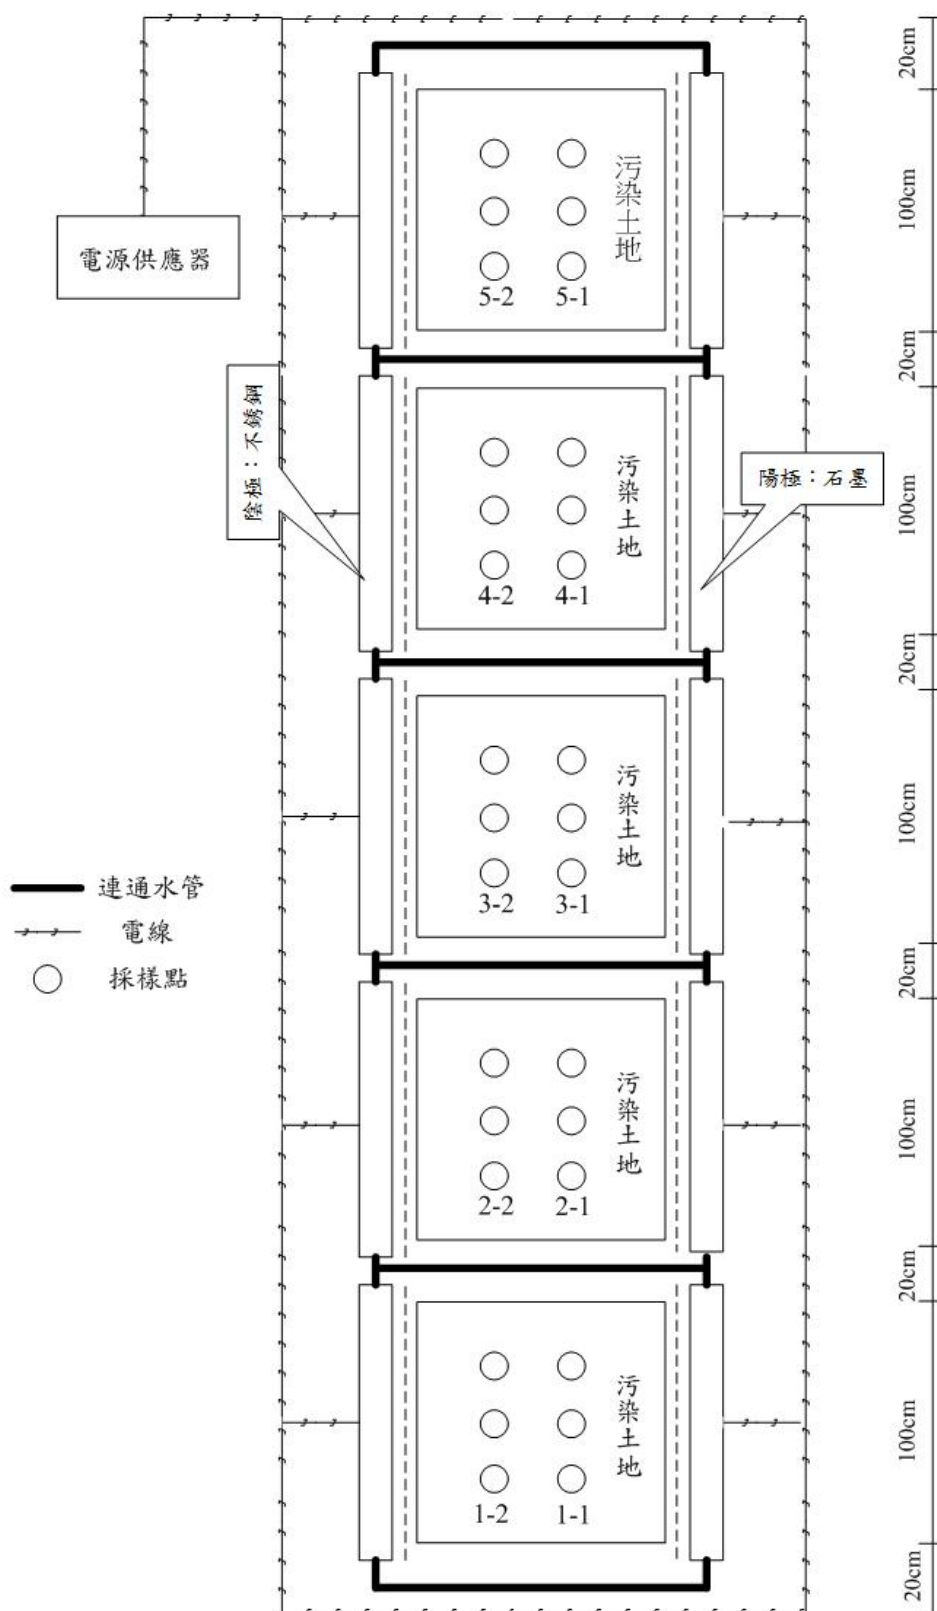 20cm
污染土地
100cm
電源供應器
5-2 5-1
20cm
陰極：不銹鋼
污染土地
陽極：石墨
100cm
4-2 4-1
20cm
污染土地
100cm
連通水管
3-2 3-1
電線
20cm
採樣點
污染土地
100cm
2-2 2-1
20cm
污染土地
100cm
1-2 1-1
20cm